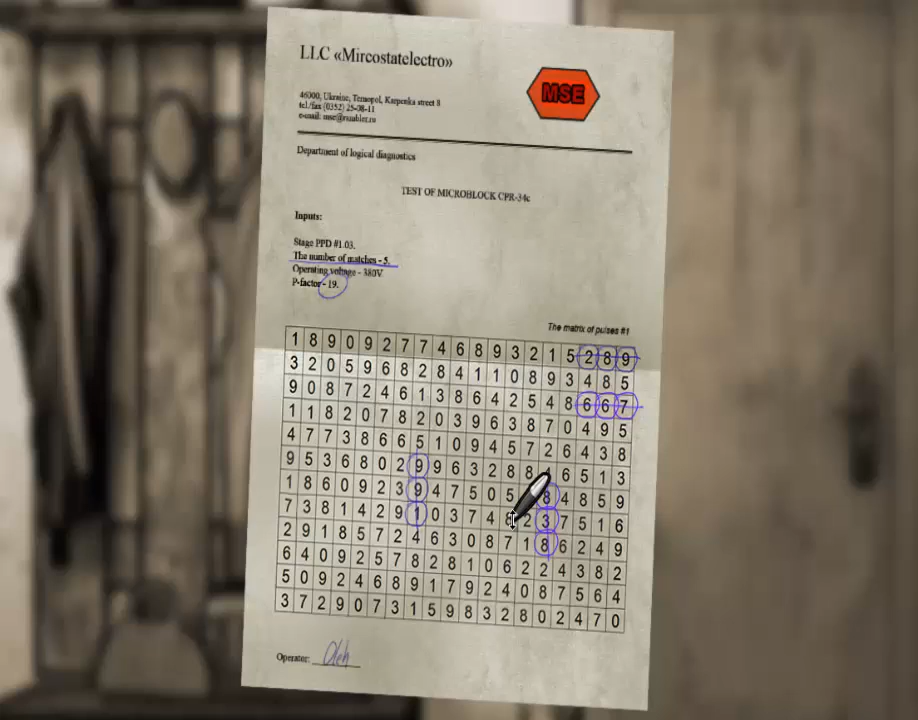 LLC «Mircostatelectro»
MSE
46000, Ukraine, Ternopol, Karpenka street 8
tel./fax (0352) 25-08-11
e-email: mse@rambler.ru
Department of logical diagnostics
TEST OF MICROBLOCK CPR-34c
Inputs:
Stage PPD #1.03.
The number of matches - 5.
Operating voltage - 380V
P-factor - 19.
The matrix of pulses #1
1 8 9 0 9 2 7 7 4 6 8 9 3 2 1 5 2 8 9
3 2 0 5 9 6 8 2 8 4 1 1 0 8 9 3 4 8 5
9 0 8 7 2 4 6 1 3 8 6 4 2 5 4 8 6 6 7
1 1 8 2 0 7 8 2 0 3 9 6 3 8 7 0 4 9 5
4 7 7 3 8 6 6 5 1 0 9 4 5 7 2 6 4 3 8
9 5 3 6 8 0 2 9 9 6 3 2 8 8 4 6 5 1 3
1 8 6 0 9 2 3 9 4 7 5 0 5 8 4 8 5 9
7 3 8 1 4 2 9 1 0 3 7 4 8 2 3 7 5 1 6
2 9 1 8 5 7 2 4 6 3 0 8 7 1 8 6 2 4 9
6 4 0 9 2 5 7 8 2 8 1 0 6 2 2 4 3 8 2
5 0 9 2 4 6 8 9 1 7 9 2 4 0 8 7 5 6 4
3 7 2 9 0 7 3 1 5 9 8 3 2 8 0 2 4 7 0
Operator: Oleh